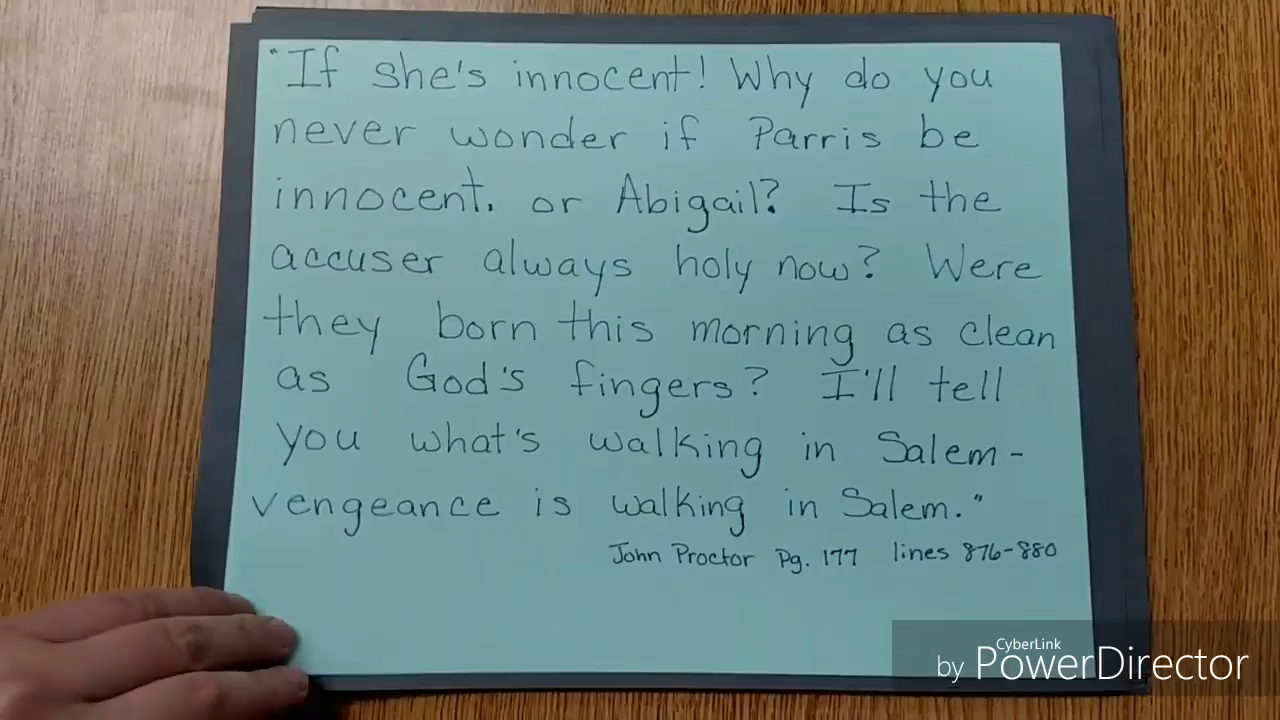 "If she's innocent! Why do you
never wonder if Parris be
innocent, or Abigail? Is the
accuser always holy now? Were
they born this morning as clean
as God's fingers? I'll tell
you what's walking in Salem-
vengeance is walking in Salem."
John Proctor Pg. 177 lines 876-880
CyberLink
by PowerDirector